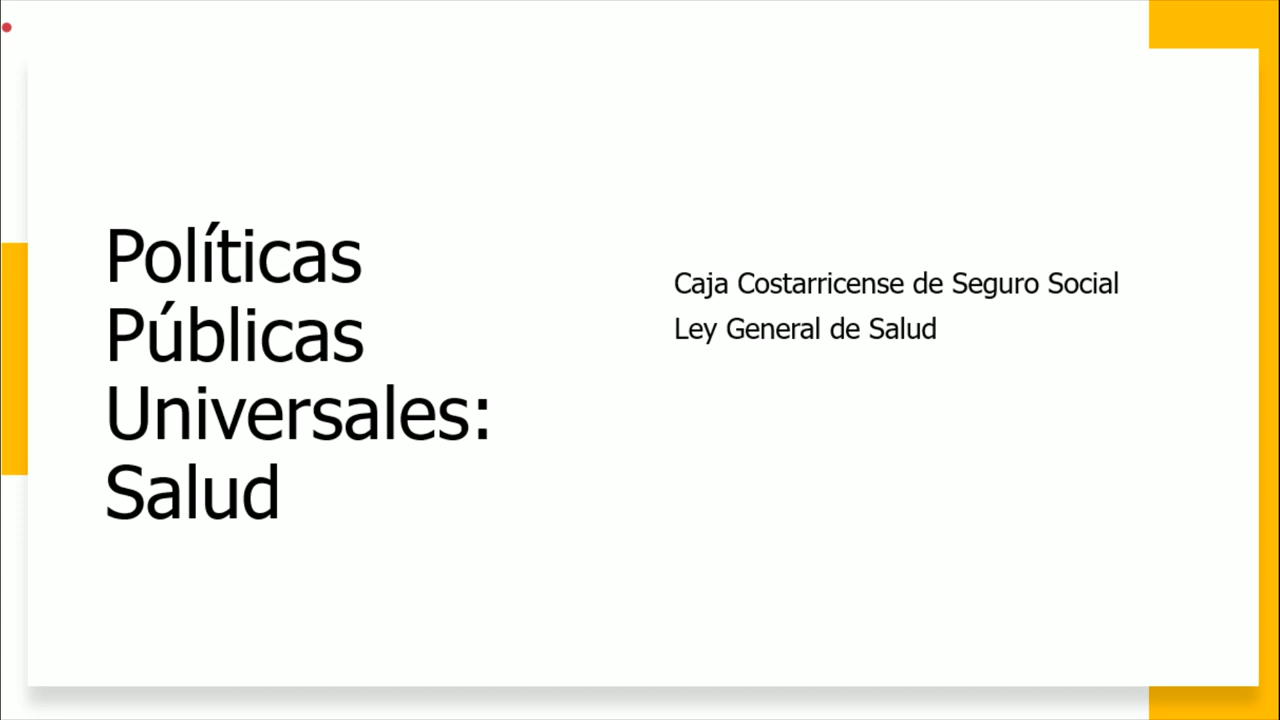 Políticas
Públicas
Universales:
Salud
Caja Costarricense de Seguro Social
Ley General de Salud